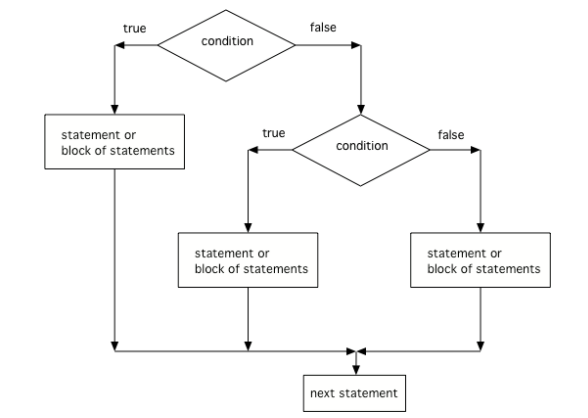 true
condition
false
statement or
block of statements
true
condition
false
statement or
block of statements
statement or
block of statements
next statement